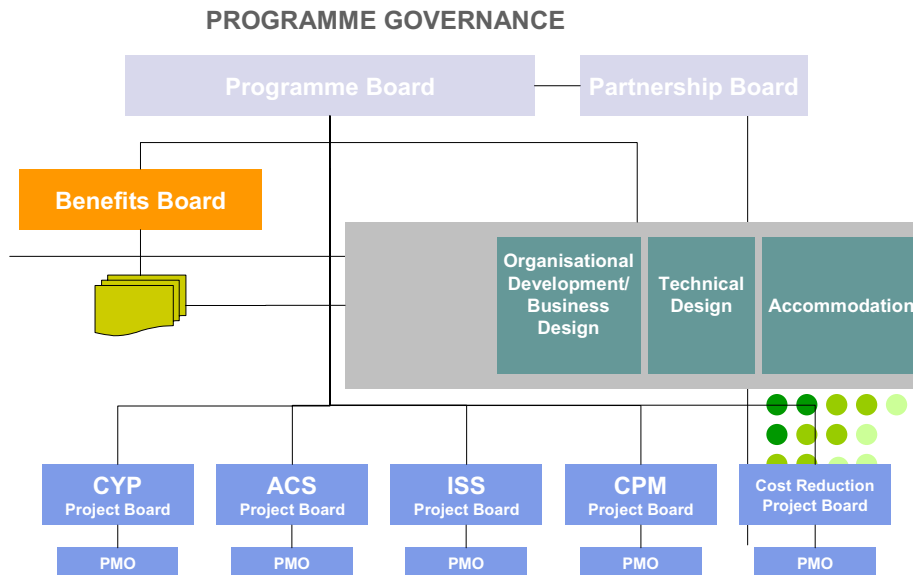 PROGRAMME GOVERNANCE
Programme Board
Partnership Board
Benefits Board
Organisational
Development/
Business
Design
Technical
Design
Accommodation
CYP
Project Board
ACS
Project Board
ISS
Project Board
CPM
Project Board
Cost Reduction
Project Board
PMO
PMO
PMO
PMO
PMO